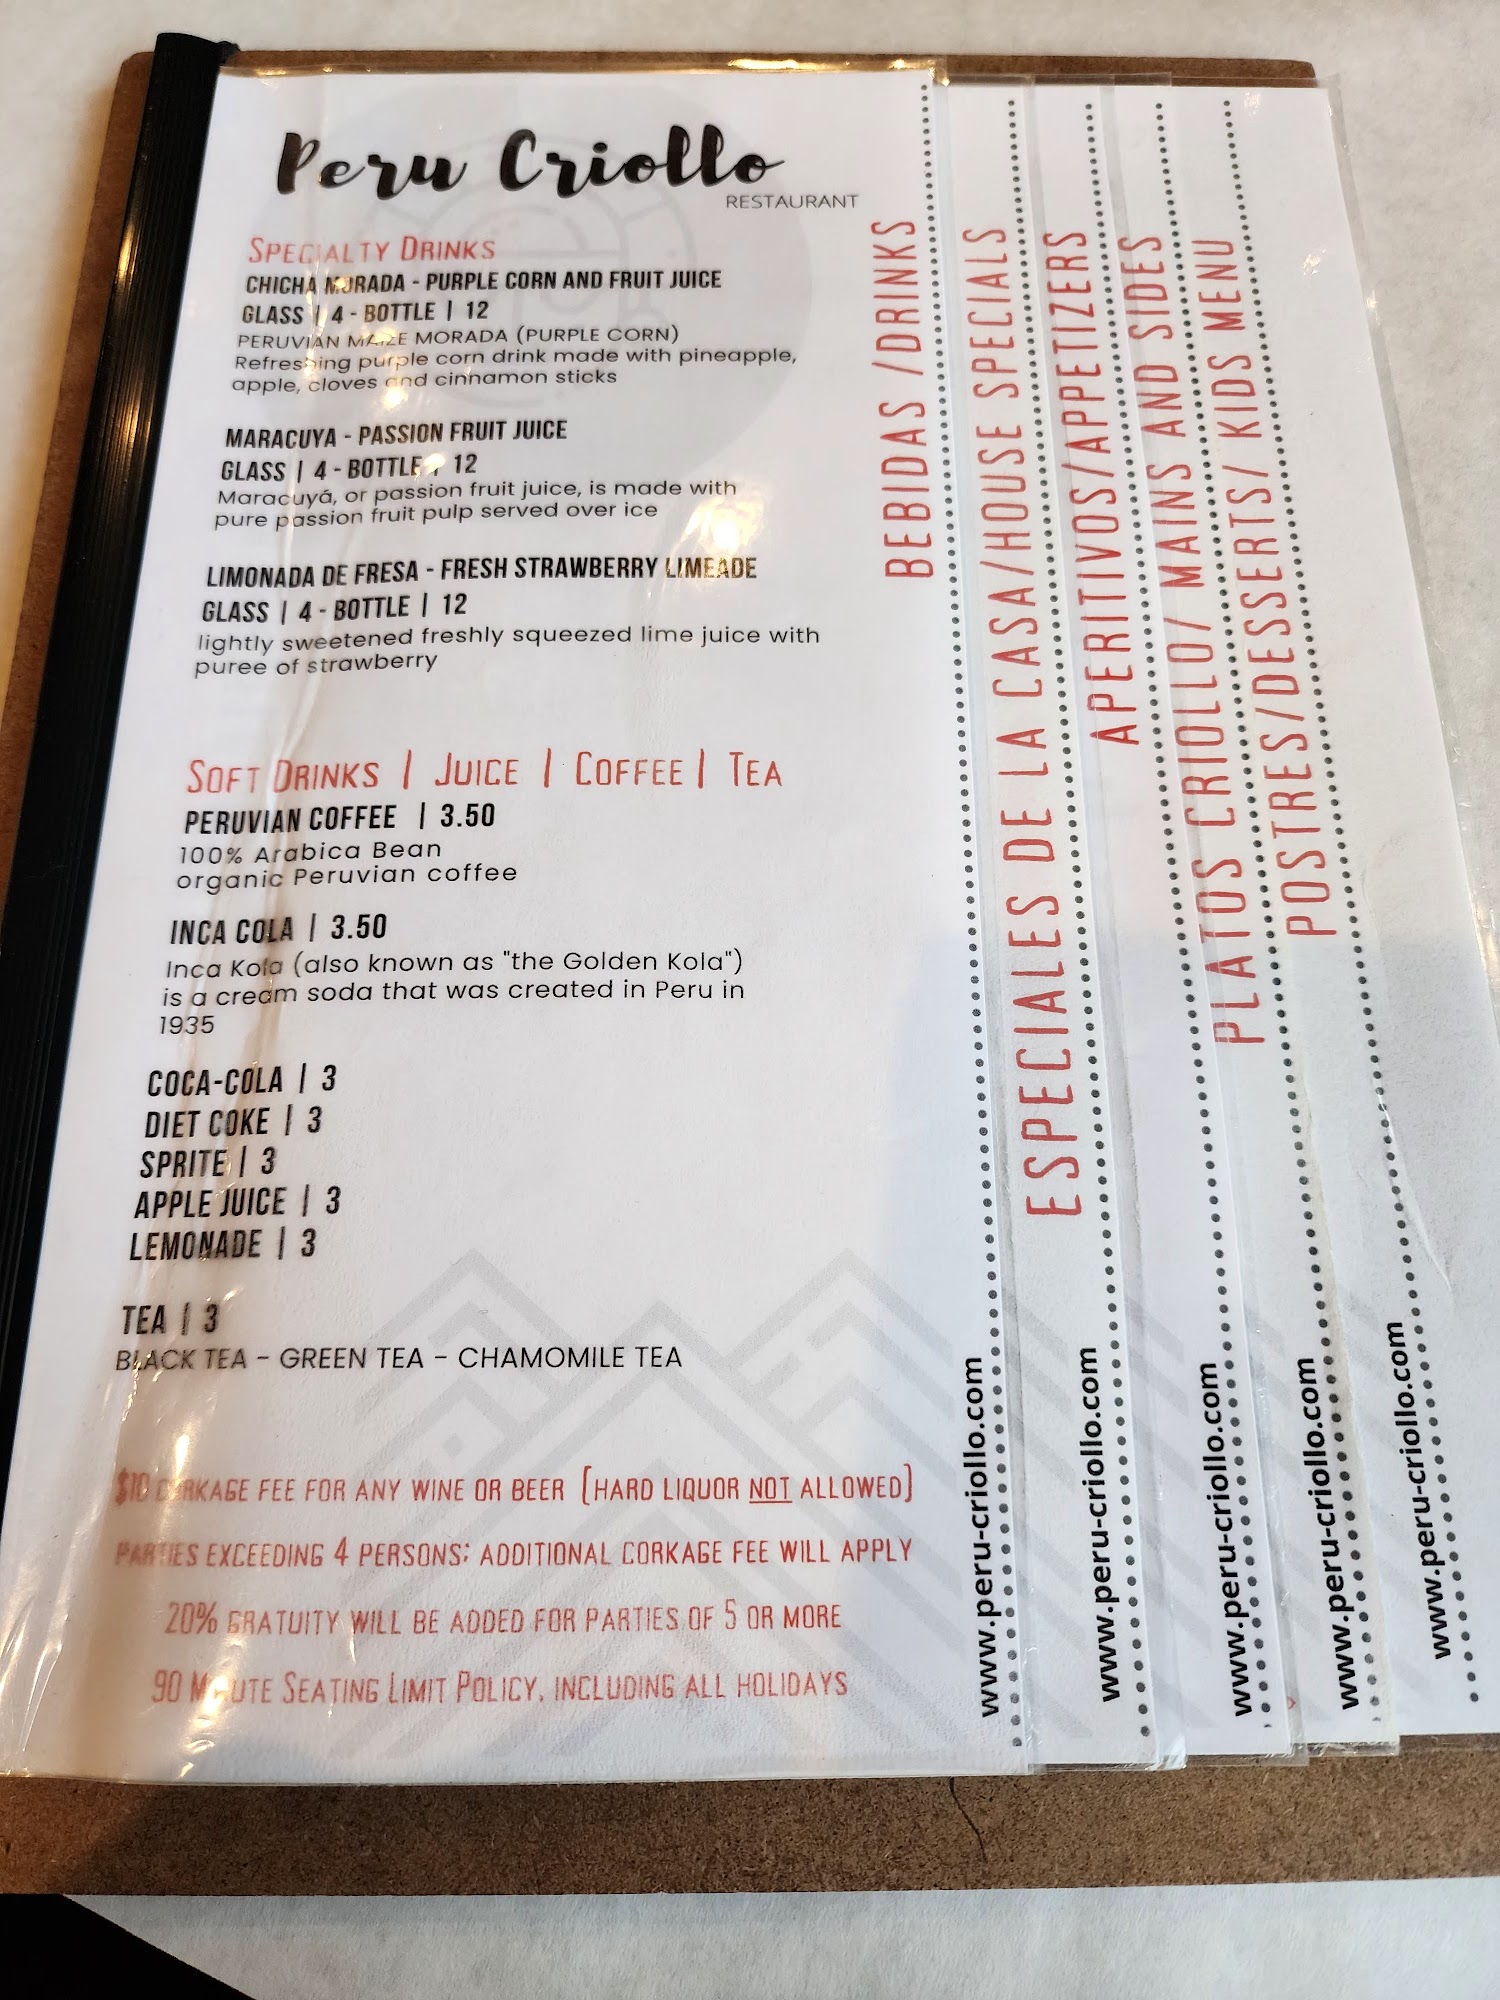 Peru Criollo
RESTAURANT
SPECIALTY DRINKS
CHICHA MORADA - PURPLE CORN AND FRUIT JUICE
GLASS | 4 - BOTTLE | 12
PERUVIAN MAIZE MORADA (PURPLE CORN)
Refreshing purple corn drink made with pineapple,
apple, cloves and cinnamon sticks
MARACUYA - PASSION FRUIT JUICE
GLASS | 4 - BOTTLE | 12
Maracuyá, or passion fruit juice, is made with
pure passion fruit pulp served over ice
LIMONADA DE FRESA - FRESH STRAWBERRY LIMEADE
GLASS | 4 - BOTTLE | 12
lightly sweetened freshly squeezed lime juice with
puree of strawberry
SOFT DRINKS | JUICE | COFFEE | TEA
PERUVIAN COFFEE | 3.50
100% Arabica Bean
organic Peruvian coffee
INCA COLA | 3.50
Inca Kola (also known as "the Golden Kola")
is a cream soda that was created in Peru in
1935
COCA-COLA | 3
DIET COKE | 3
SPRITE | 3
APPLE JUICE | 3
LEMONADE | 3
TEA | 3
BLACK TEA - GREEN TEA - CHAMOMILE TEA
$10 CORKAGE FEE FOR ANY WINE OR BEER (HARD LIQUOR NOT ALLOWED)
PARTIES EXCEEDING 4 PERSONS; ADDITIONAL CORKAGE FEE WILL APPLY
20% GRATUITY WILL BE ADDED FOR PARTIES OF 5 OR MORE
90 MINUTE SEATING LIMIT POLICY, INCLUDING ALL HOLIDAYS
BEBIDAS /DRINKS
www.peru-criollo.com
ESPECIALES DE LA CASA/HOUSE SPECIALS
www.peru-criollo.com
APERITIVOS/APPETIZERS
www.peru-criollo.com
PLATOS CRIOLLO/ MAINS AND SIDES
www.peru-criollo.com
POSTRES/DESSERTS/ KIDS MENU
www.peru-criollo.com